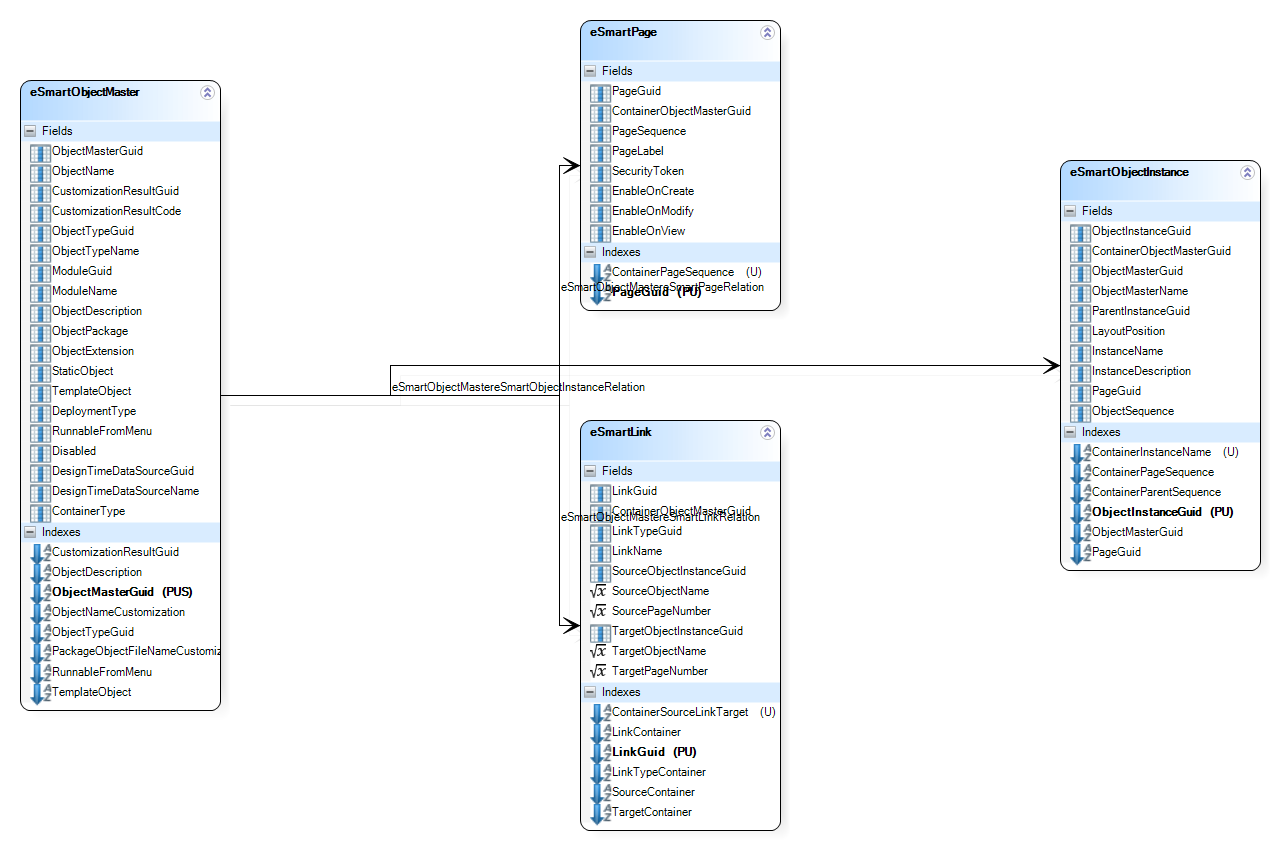 eSmartObjectMaster
Fields
ObjectMasterGuid
ObjectName
CustomizationResultGuid
CustomizationResultCode
ObjectTypeGuid
ObjectTypeName
ModuleGuid
ModuleName
ObjectDescription
ObjectPackage
ObjectExtension
StaticObject
TemplateObject
DeploymentType
RunnableFromMenu
Disabled
DesignTimeDataSourceGuid
DesignTimeDataSourceName
ContainerType
Indexes
CustomizationResultGuid
ObjectDescription
ObjectMasterGuid (PUS)
ObjectNameCustomization
ObjectTypeGuid
PackageObjectFileNameCustomiz
RunnableFromMenu
TemplateObject
eSmartPage
Fields
PageGuid
ContainerObjectMasterGuid
PageSequence
PageLabel
SecurityToken
EnableOnCreate
EnableOnModify
EnableOnView
Indexes
ContainerPageSequence (U)
eSmartObjectMastereSmartPageRelation
PageGuid (PU)
eSmartObjectMastereSmartObjectInstanceRelation
eSmartLink
Fields
LinkGuid
ContainerObjectMasterGuid
eSmartObjectMastereSmartLinkRelation
LinkTypeGuid
LinkName
SourceObjectInstanceGuid
SourceObjectName
SourcePageNumber
TargetObjectInstanceGuid
TargetObjectName
TargetPageNumber
Indexes
ContainerSourceLinkTarget (U)
LinkContainer
LinkGuid (PU)
LinkTypeContainer
SourceContainer
TargetContainer
eSmartObjectInstance
Fields
ObjectInstanceGuid
ContainerObjectMasterGuid
ObjectMasterGuid
ObjectMasterName
ParentInstanceGuid
LayoutPosition
InstanceName
InstanceDescription
PageGuid
ObjectSequence
Indexes
ContainerInstanceName (U)
ContainerPageSequence
ContainerParentSequence
ObjectInstanceGuid (PU)
ObjectMasterGuid
PageGuid